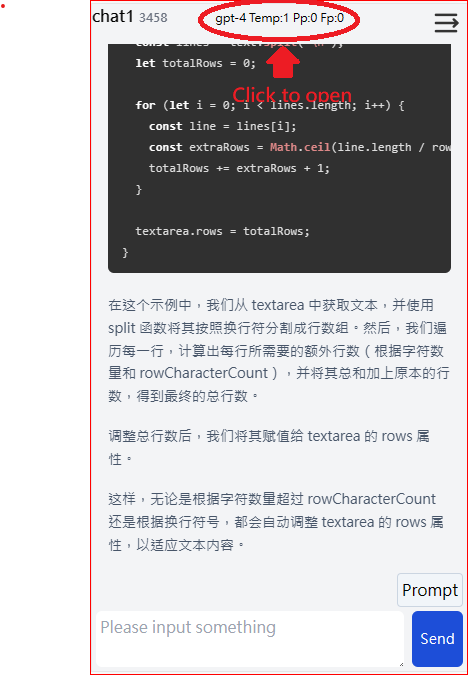 chat1 3458
gpt-4 Temp:1 Pp:0 Fp:0
Click to open
let totalRows = 0;
for (let i = 0; i < lines.length; i++) {
const line = lines[i];
const extraRows = Math.ceil(line.length / row
totalRows += extraRows + 1;
}
textarea.rows = totalRows;
}
在这个示例中，我们从 textarea 中获取文本，并使用
split 函数将其按照换行符分割成行数组。然后，我们遍
历每一行，计算出每行所需要的额外行数（根据字符数
量和 rowCharacterCount），并将其总和加上原本的行
数，得到最终的总行数。
调整总行数后，我们将其赋值给 textarea 的 rows 属
性。
这样，无论是根据字符数量超过 rowCharacterCount
还是根据换行符号，都会自动调整 textarea 的 rows 属
性，以适应文本内容。
Prompt
Please input something
Send